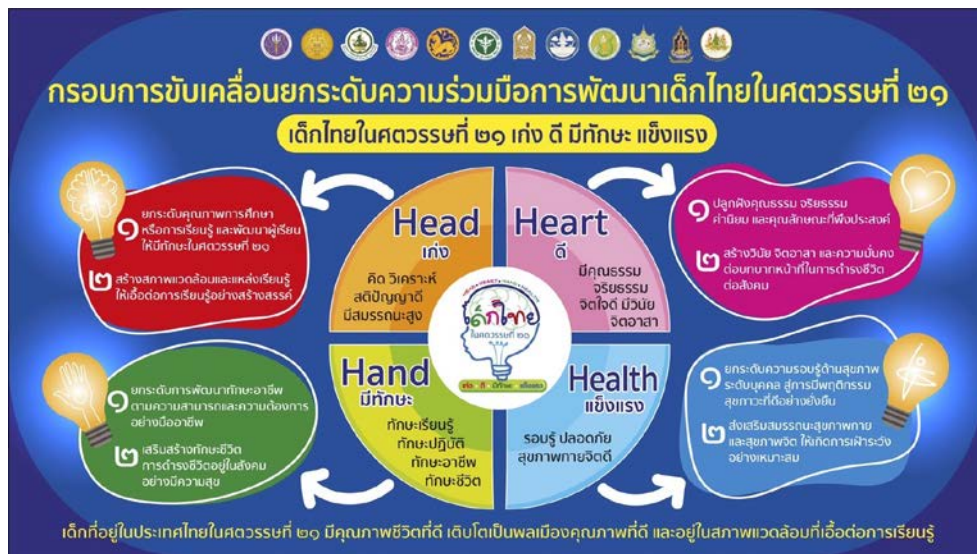 กรอบการขับเคลื่อนยกระดับความร่วมมือการพัฒนาเด็กไทยในศตวรรษที่ ๒๑
เด็กไทยในศตวรรษที่ ๒๑ เก่ง ดี มีทักษะ แข็งแรง
๑ ยกระดับคุณภาพการศึกษา
หรือการเรียนรู้ และพัฒนาผู้เรียน
ให้มีทักษะในศตวรรษที่ ๒๑
๒ สร้างสภาพแวดล้อมและแหล่งเรียนรู้
ให้เอื้อต่อการเรียนรู้อย่างสร้างสรรค์
Head
เก่ง
คิด วิเคราะห์
สติปัญญาดี
มีสมรรถนะสูง
Heart
ดี
มีคุณธรรม
จริยธรรม
จิตใจดี มีวินัย
จิตอาสา
๑ ปลูกฝังคุณธรรม จริยธรรม
ค่านิยม และคุณลักษณะที่พึงประสงค์
๒ สร้างวินัย จิตอาสา และความมั่นคง
ต่อบทบาทหน้าที่ในการดำรงชีวิต
ต่อสังคม
เด็กไทย
ในศตวรรษที่ ๒๑
๑ ยกระดับการพัฒนาทักษะอาชีพ
ตามความสามารถและความต้องการ
อย่างมืออาชีพ
๒ เสริมสร้างทักษะชีวิต
การดำรงชีวิตอยู่ในสังคม
อย่างมีความสุข
Hand
มีทักษะ
ทักษะเรียนรู้
ทักษะปฏิบัติ
ทักษะอาชีพ
ทักษะชีวิต
Health
แข็งแรง
รอบรู้ ปลอดภัย
สุขภาพกายจิตดี
๑ ยกระดับความรอบรู้ด้านสุขภาพ
ระดับบุคคล สู่การมีพฤติกรรม
สุขภาวะที่ดีอย่างยั่งยืน
๒ ส่งเสริมสมรรถนะสุขภาพกาย
และสุขภาพจิต ให้เกิดการเฝ้าระวัง
อย่างเหมาะสม
เด็กที่อยู่ในประเทศไทยในศตวรรษที่ ๒๑ มีคุณภาพชีวิตที่ดี เติบโตเป็นพลเมืองคุณภาพที่ดี และอยู่ในสภาพแวดล้อมที่เอื้อต่อการเรียนรู้